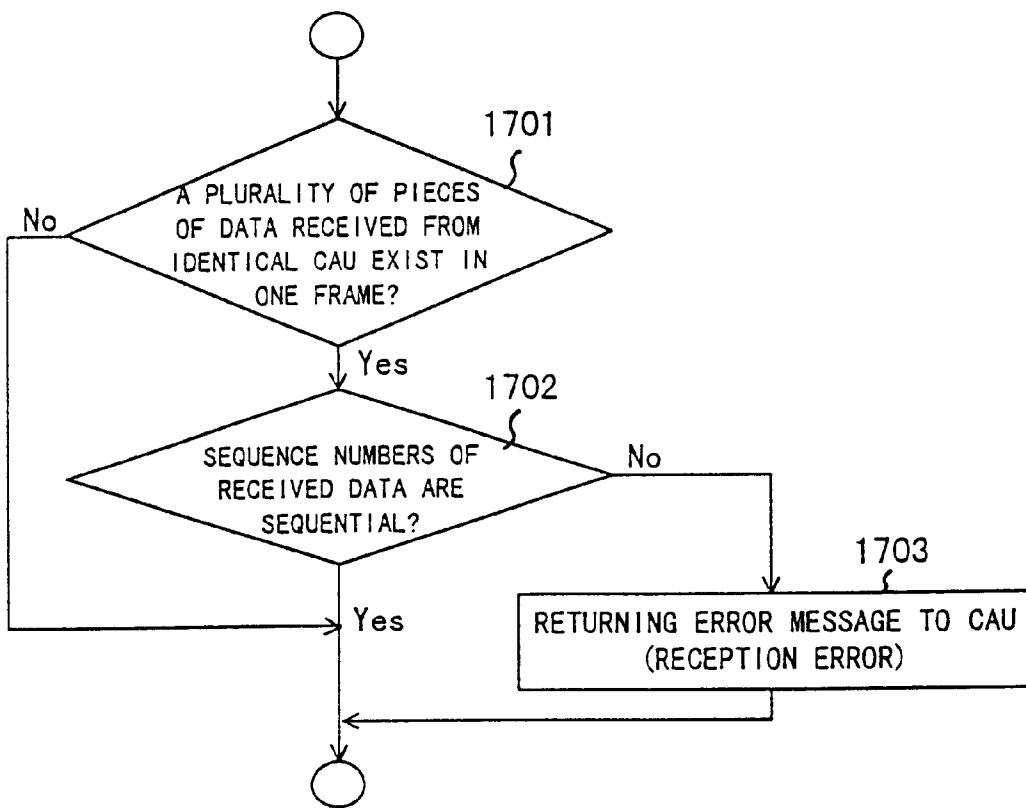 1701
A PLURALITY OF PIECES
OF DATA RECEIVED FROM
IDENTICAL CAU EXIST IN
ONE FRAME?
No
Yes
1702
SEQUENCE NUMBERS OF
RECEIVED DATA ARE
SEQUENTIAL?
No
Yes
1703
RETURNING ERROR MESSAGE TO CAU
(RECEPTION ERROR)